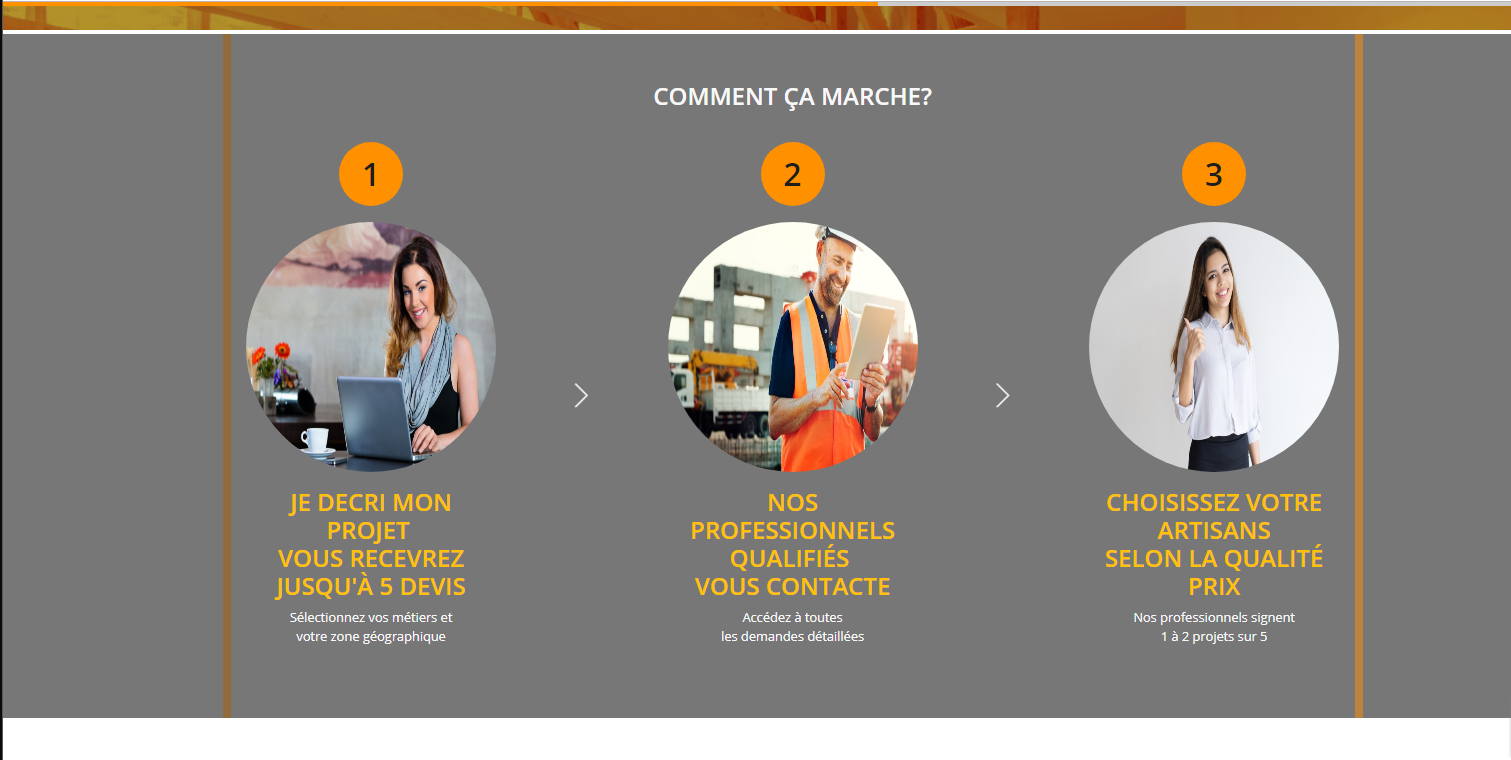 COMMENT ÇA MARCHE?
1
2
3
JE DECRI MON
PROJET
VOUS RECEVREZ
JUSQU'À 5 DEVIS
Sélectionnez vos métiers et
votre zone géographique
NOS
PROFESSIONNELS
QUALIFIÉS
VOUS CONTACTE
Accédez à toutes
les demandes détaillées
CHOISISSEZ VOTRE
ARTISANS
SELON LA QUALITÉ
PRIX
Nos professionnels signent
1 à 2 projets sur 5